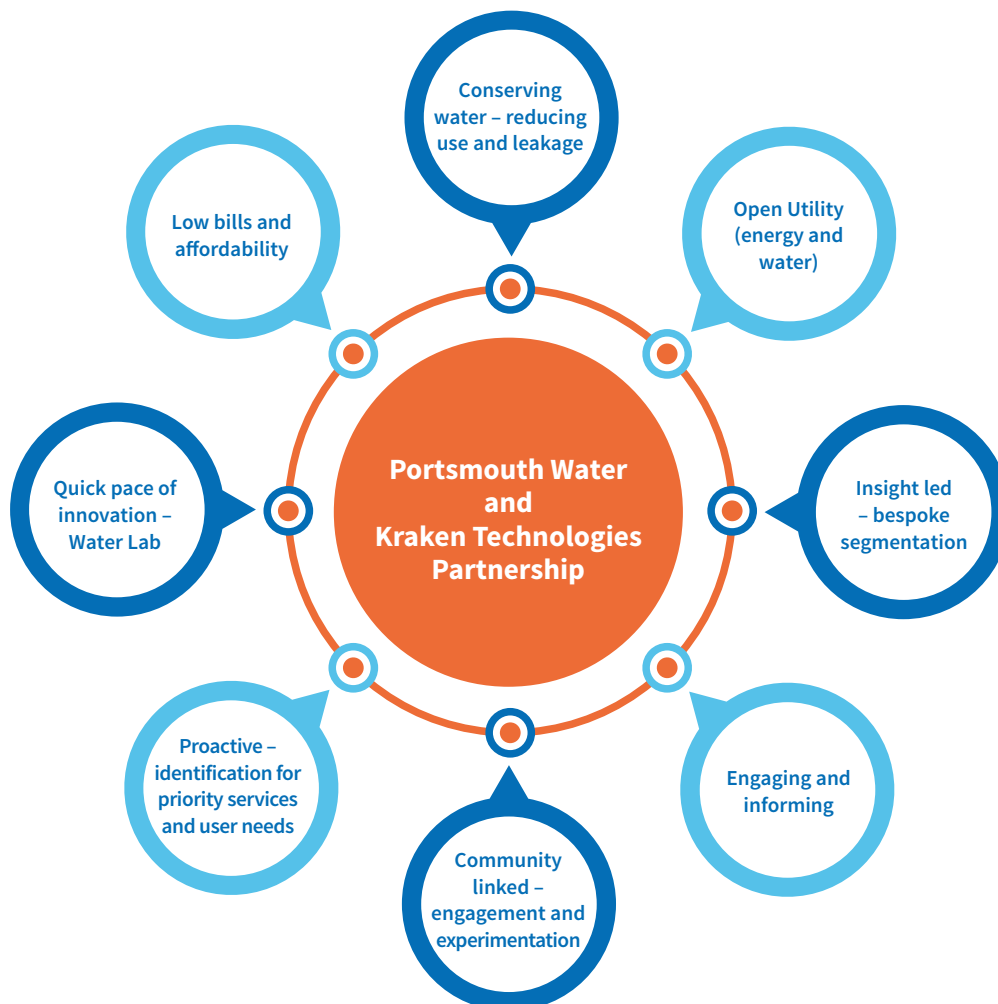 Conserving
water – reducing
use and leakage
Open Utility
(energy and
water)
Insight led
– bespoke
segmentation
Engaging and
informing
Community
linked –
engagement and
experimentation
Proactive –
identification for
priority services
and user needs
Quick pace of
innovation –
Water Lab
Low bills and
affordability
Portsmouth Water
and
Kraken Technologies
Partnership